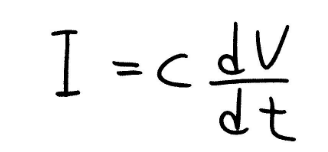 I = C dV/dt